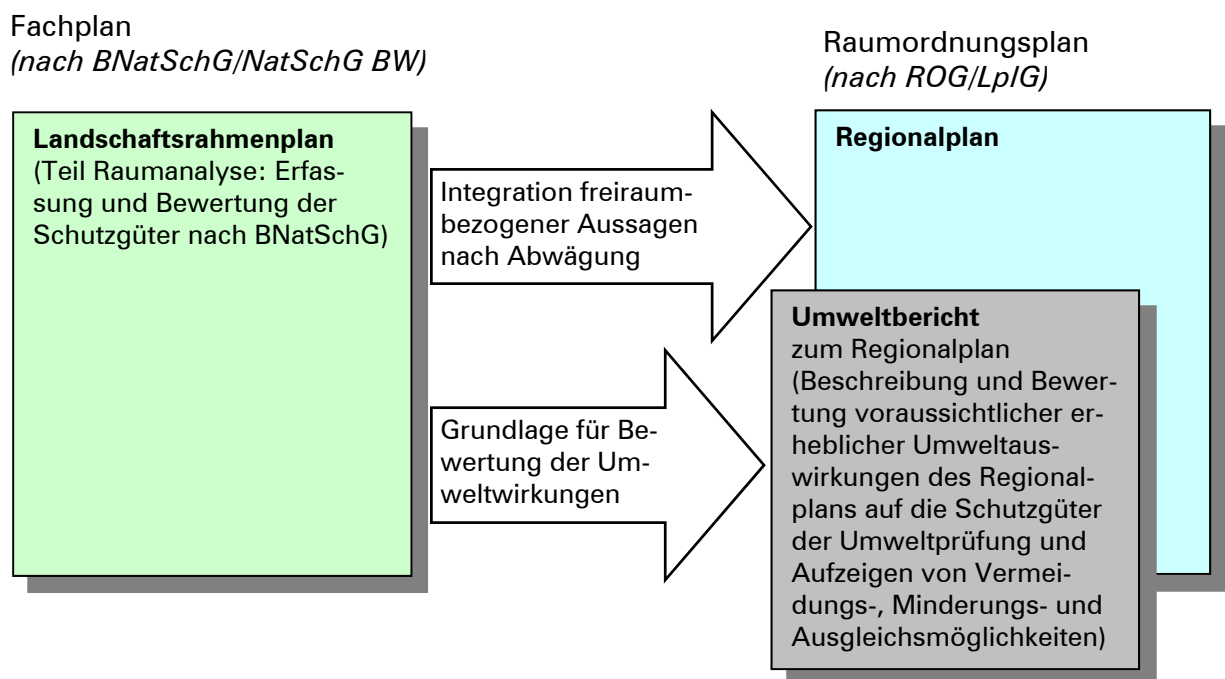 Fachplan
(nach BNatSchG/NatSchG BW)
Raumordnungsplan
(nach ROG/LplG)
Landschaftsrahmenplan
(Teil Raumanalyse: Erfas-
sung und Bewertung der
Schutzgüter nach BNatSchG)
Integration freiraum-
bezogener Aussagen
nach Abwägung
Regionalplan
Grundlage für Be-
wertung der Um-
weltwirkungen
Umweltbericht
zum Regionalplan
(Beschreibung und Bewer-
tung voraussichtlicher er-
heblicher Umweltaus-
wirkungen des Regional-
plans auf die Schutzgüter
der Umweltprüfung und
Aufzeigen von Vermei-
dungs-, Minderungs- und
Ausgleichsmöglichkeiten)